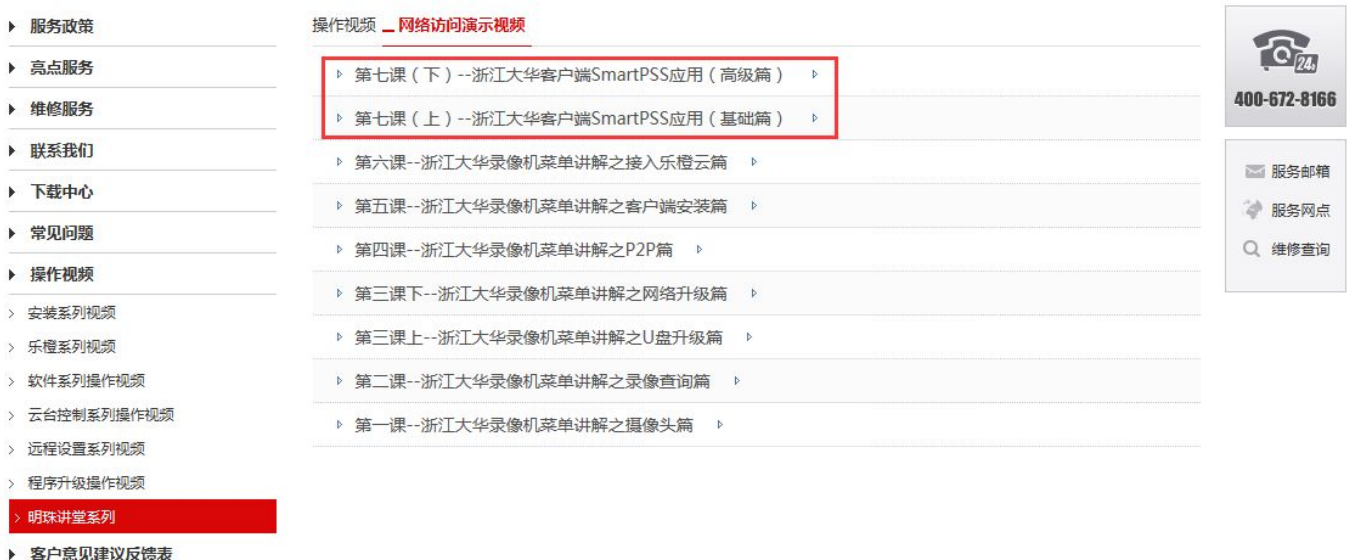 服务政策
亮点服务
维修服务
联系我们
下载中心
常见问题
操作视频
安装系列视频
乐橙系列视频
软件系列操作视频
云台控制系列操作视频
远程设置系列视频
程序升级操作视频
明珠讲堂系列
客户意见建议反馈表
操作视频 网络访问演示视频
第七课（下）--浙江大华客户端SmartPSS应用（高级篇）
第七课（上）--浙江大华客户端SmartPSS应用（基础篇）
第六课--浙江大华录像机菜单讲解之接入乐橙云篇
第五课--浙江大华录像机菜单讲解之客户端安装篇
第四课--浙江大华录像机菜单讲解之P2P篇
第三课下--浙江大华录像机菜单讲解之网络升级篇
第三课上--浙江大华录像机菜单讲解之U盘升级篇
第二课--浙江大华录像机菜单讲解之录像查询篇
第一课--浙江大华录像机菜单讲解之摄像头篇
24h
400-672-8166
服务邮箱
服务网点
维修查询